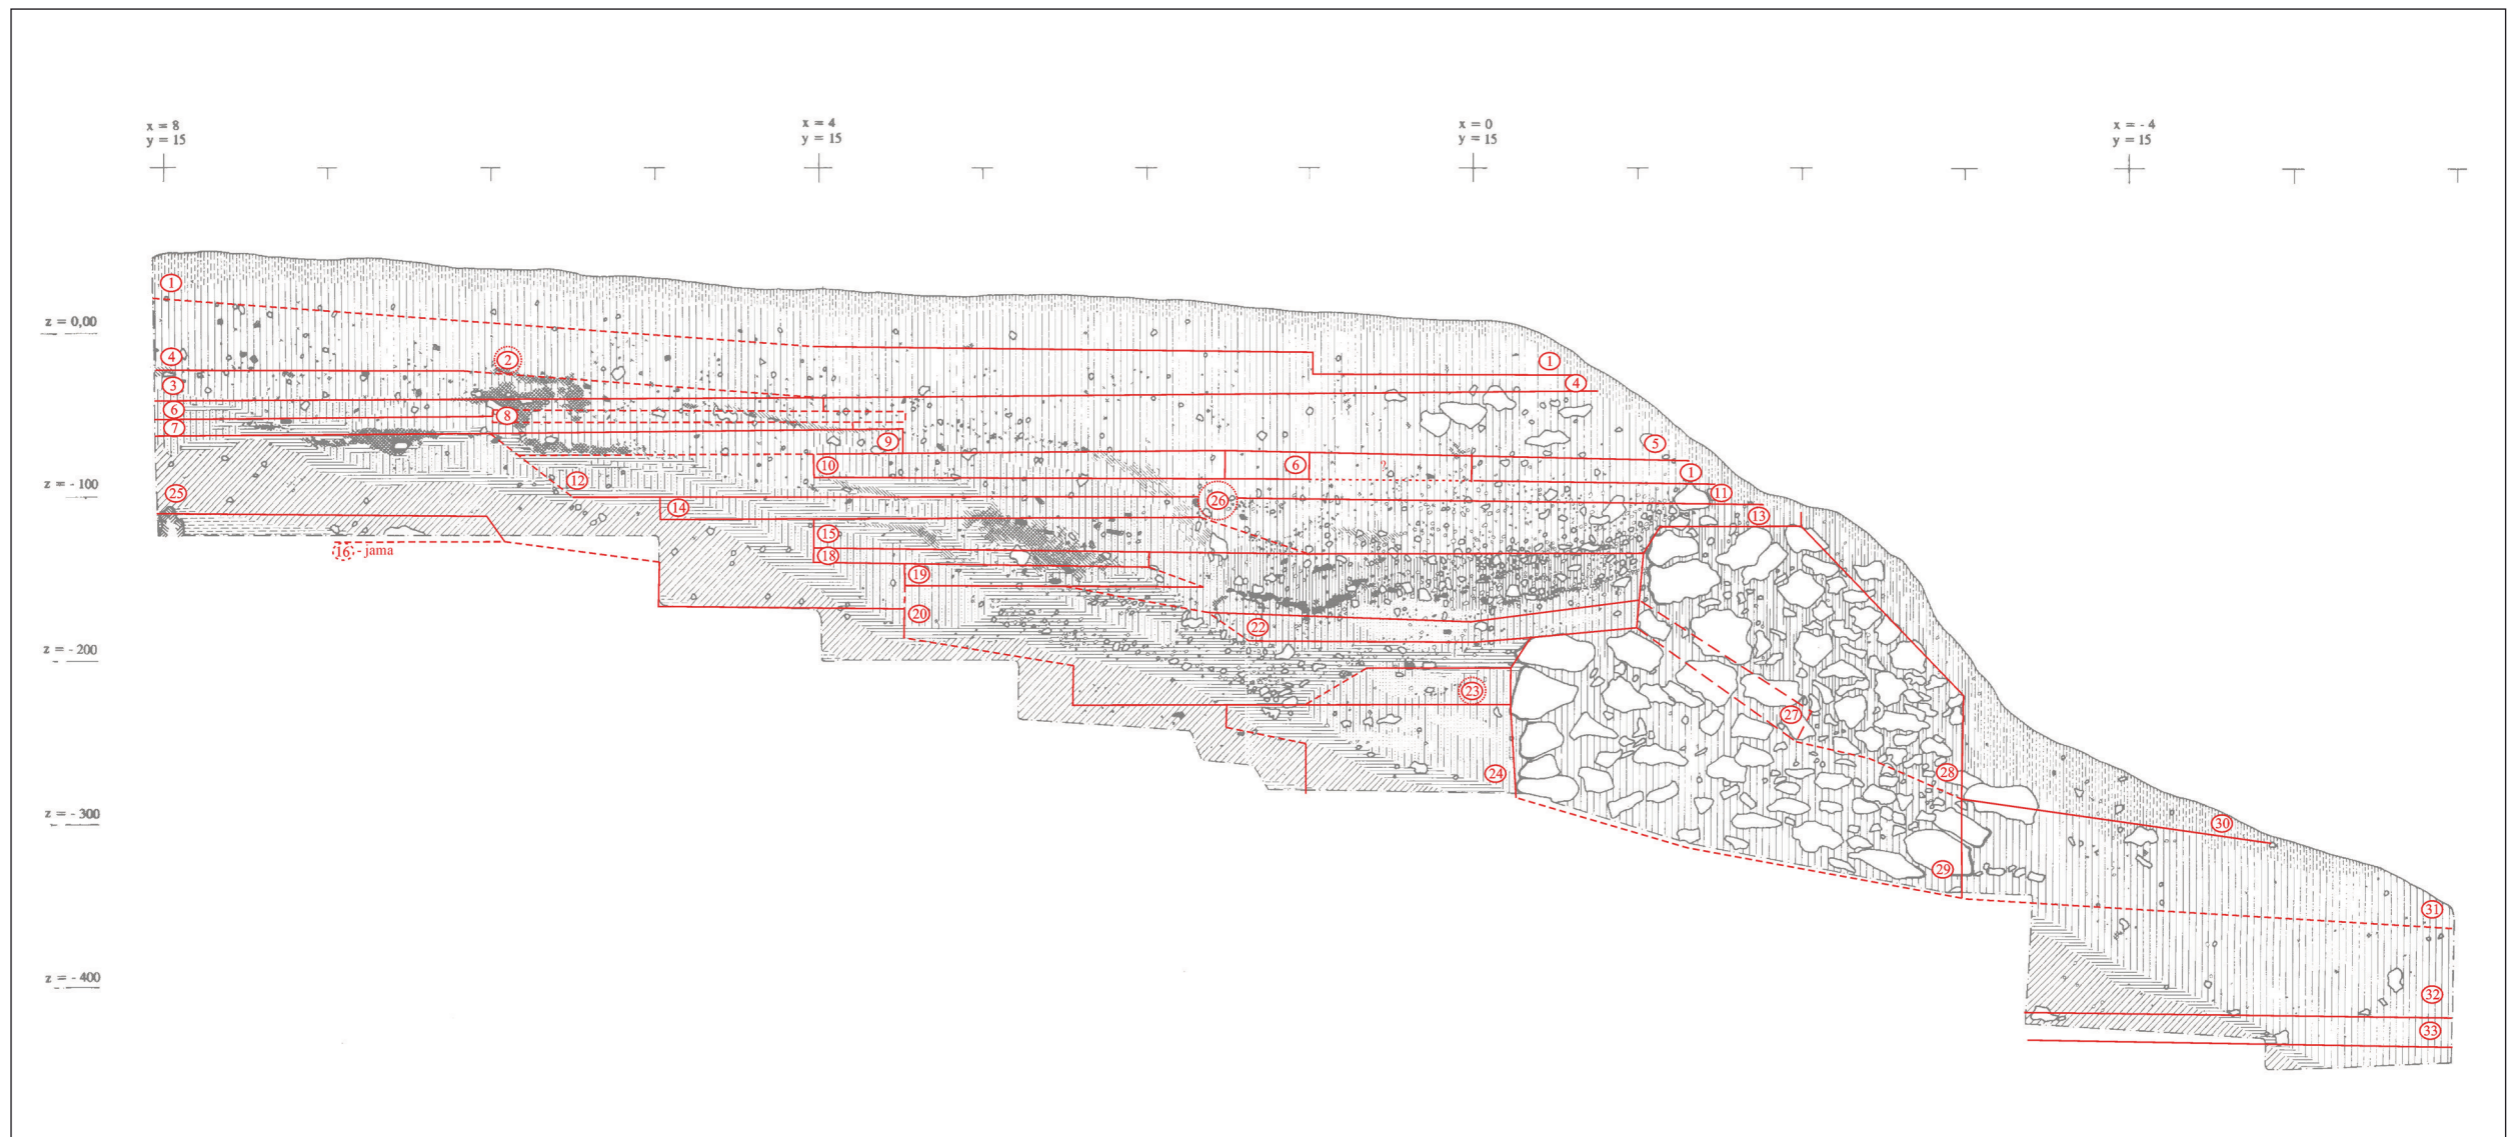 x = 8
y = 15
x = 4
y = 15
x = 0
y = 15
x = - 4
y = 15
z = 0,00
z = - 100
z = - 200
z = - 300
z = - 400
1
4
2
3
6
8
7
9
10
12
25
14
16 - jama
15
18
19
20
26
6
?
1
4
5
1
11
13
22
23
24
27
28
29
30
31
32
33